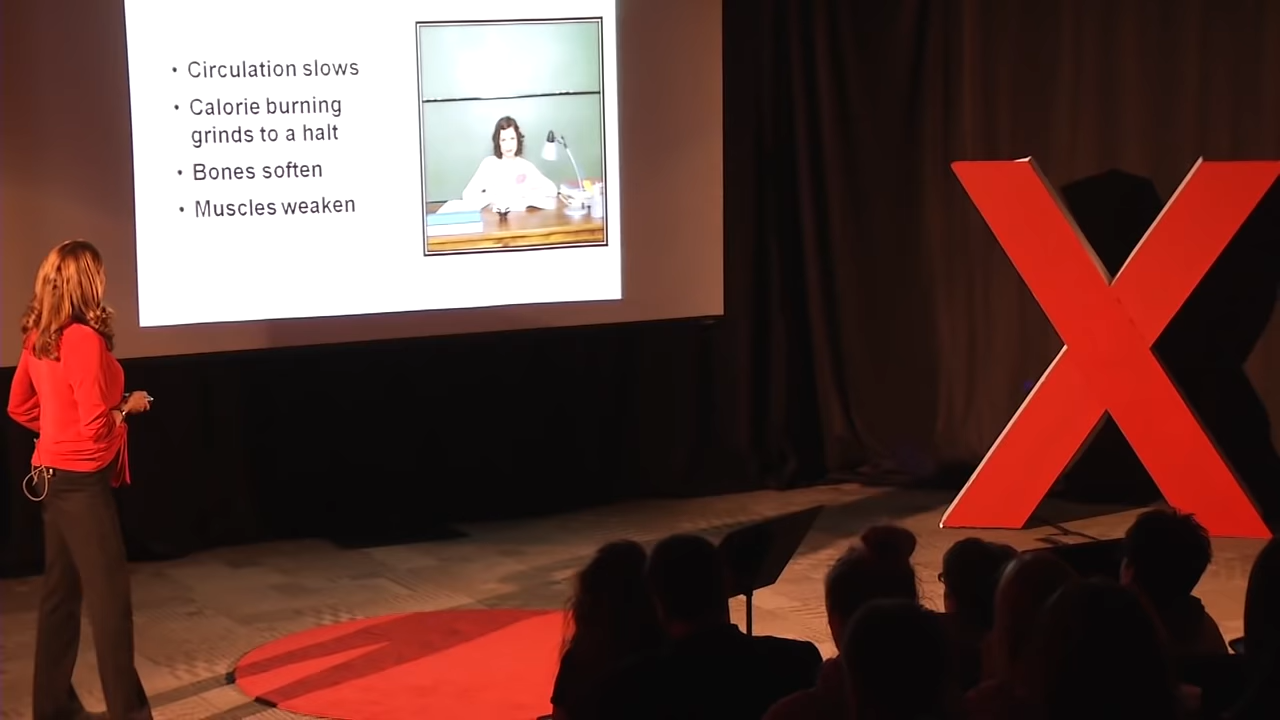 • Circulation slows
• Calorie burning
grinds to a halt
• Bones soften
• Muscles weaken
X